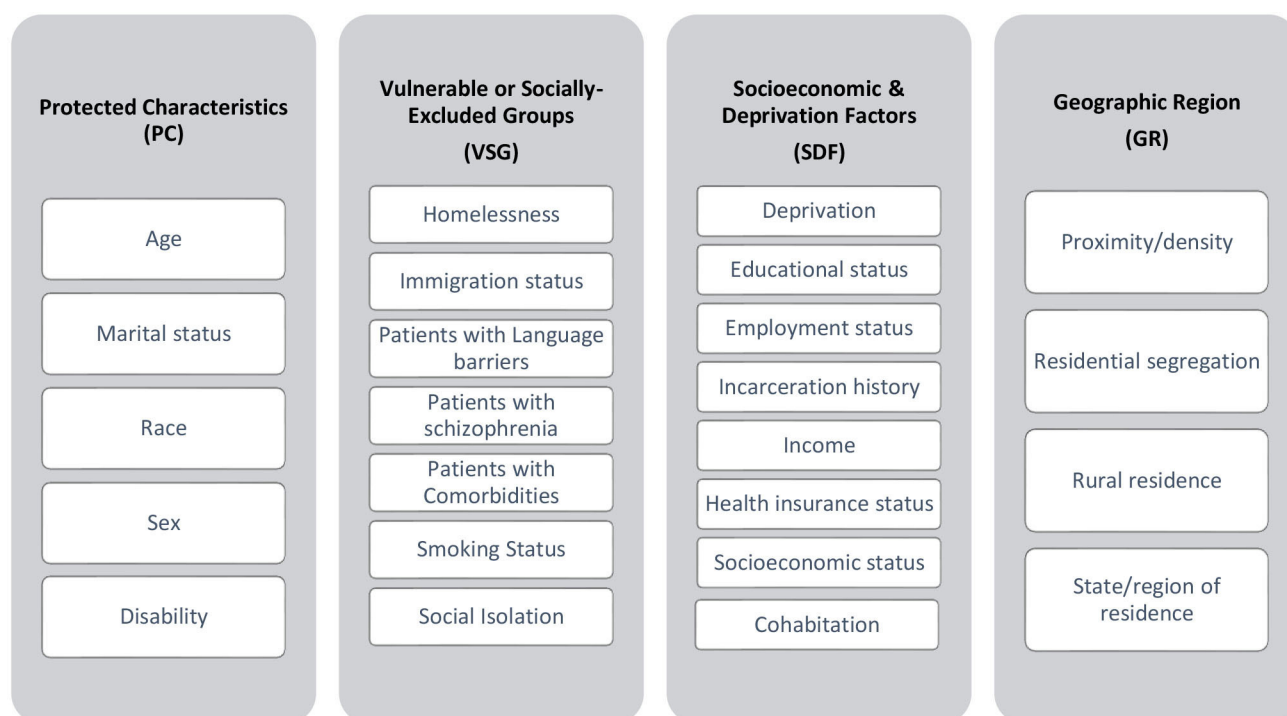 Protected Characteristics
(PC)
Age
Marital status
Race
Sex
Disability
Vulnerable or Socially-
Excluded Groups
(VSG)
Homelessness
Immigration status
Patients with Language
barriers
Patients with
schizophrenia
Patients with
Comorbidities
Smoking Status
Social Isolation
Socioeconomic &
Deprivation Factors
(SDF)
Deprivation
Educational status
Employment status
Incarceration history
Income
Health insurance status
Socioeconomic status
Cohabitation
Geographic Region
(GR)
Proximity/density
Residential segregation
Rural residence
State/region of
residence